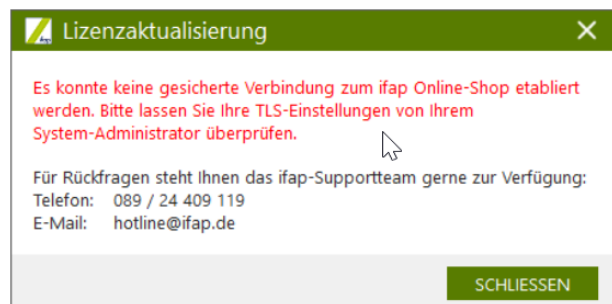 Lizenzaktualisierung
Es konnte keine gesicherte Verbindung zum ifap Online-Shop etabliert
werden. Bitte lassen Sie Ihre TLS-Einstellungen von Ihrem
System-Administrator überprüfen.
Für Rückfragen steht Ihnen das ifap-Supportteam gerne zur Verfügung:
Telefon: 089 / 24 409 119
E-Mail: hotline@ifap.de
SCHLIESSEN